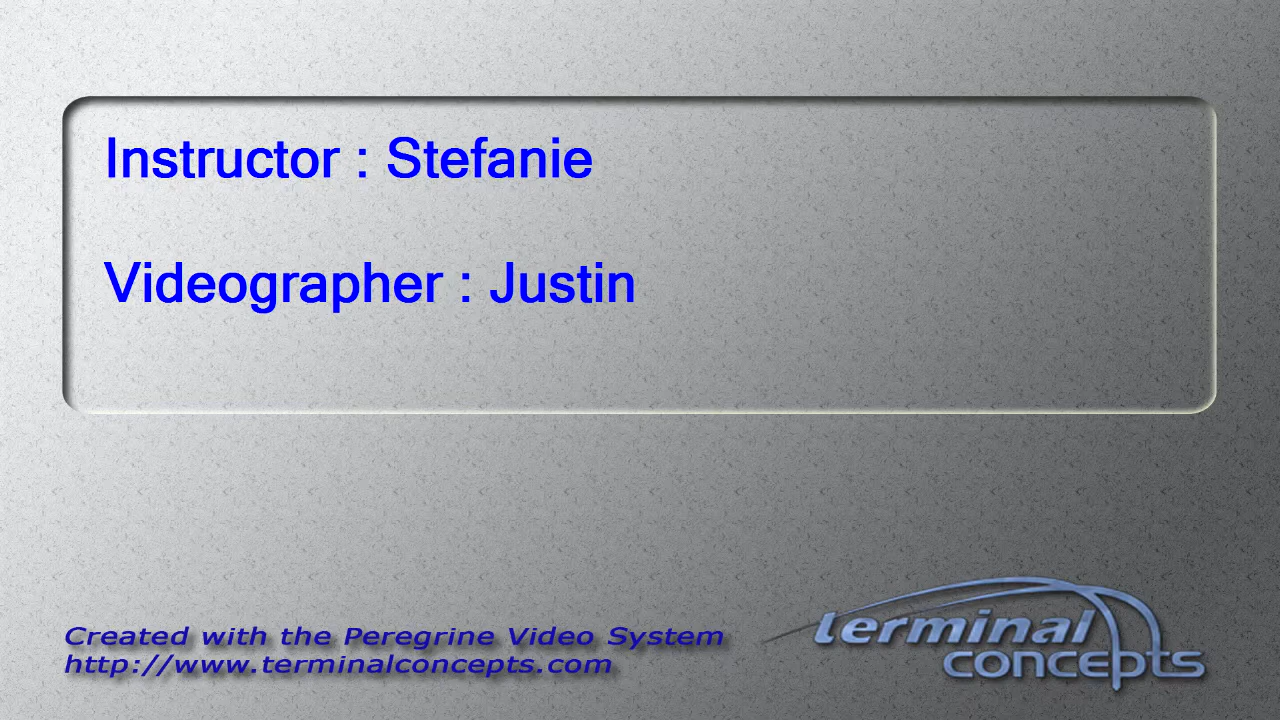 Instructor : Stefanie
Videographer : Justin
Created with the Peregrine Video System
http://www.terminalconcepts.com
terminal
concepts